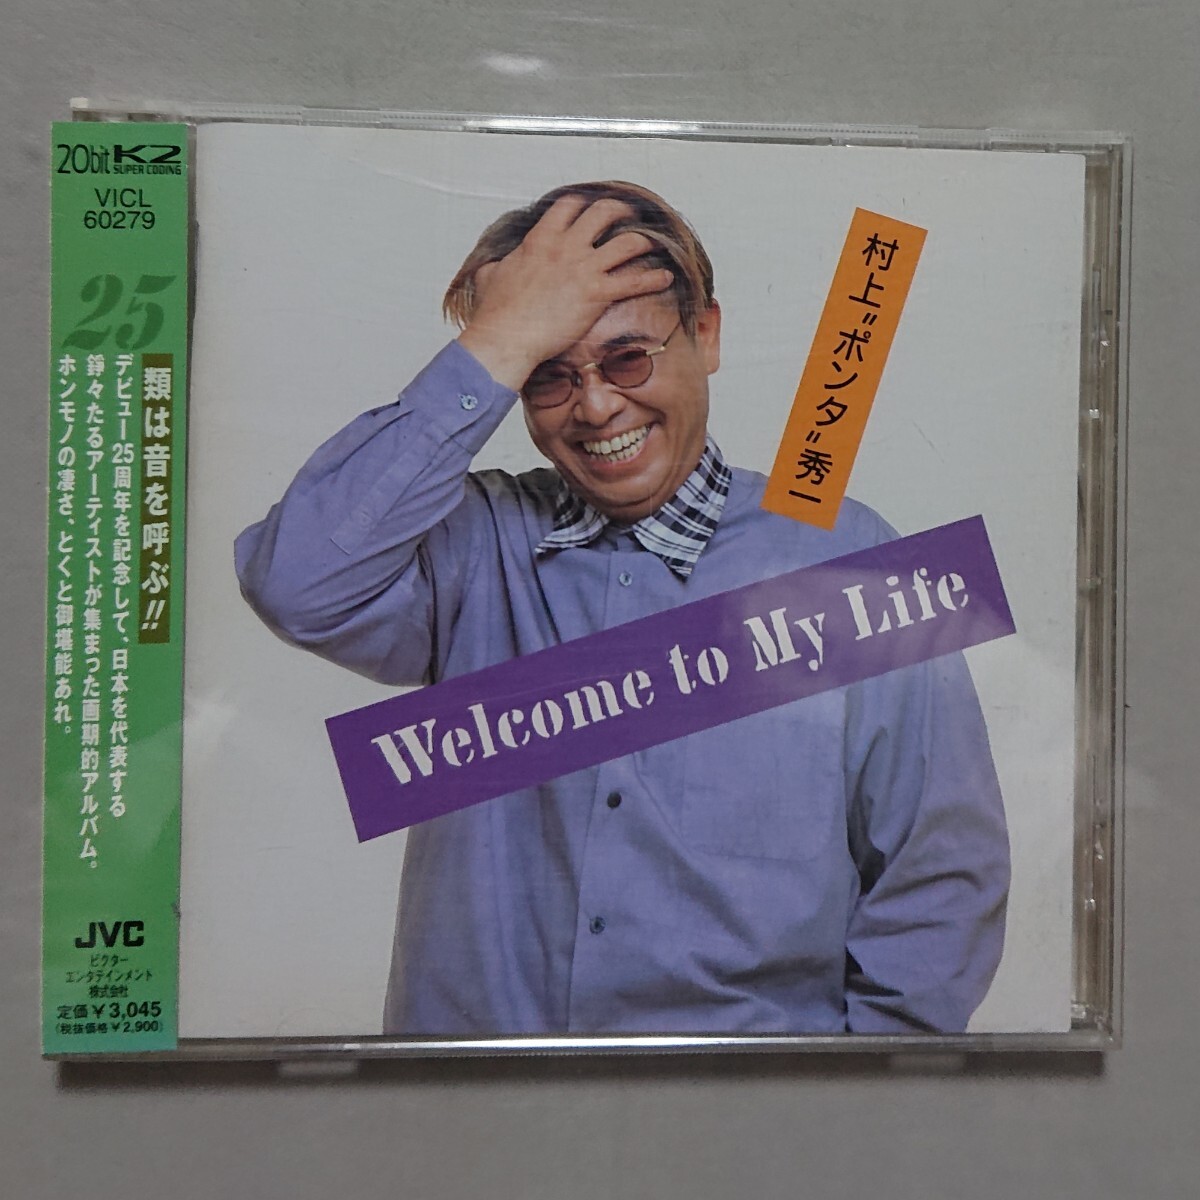 20bit K2
SUPER CODING
VICL
60279
25
類は音を呼ぶ!!
デビュー25周年を記念して、日本を代表する
錚々たるアーティストが集まった画期的アルバム。
ホンモノの凄さ、とくと御堪能あれ。
JVC
ビクター
エンタテインメント
株式会社
定価￥3,045
(税抜価格￥2,900)
村上"ポンタ"秀一
Welcome to My Life